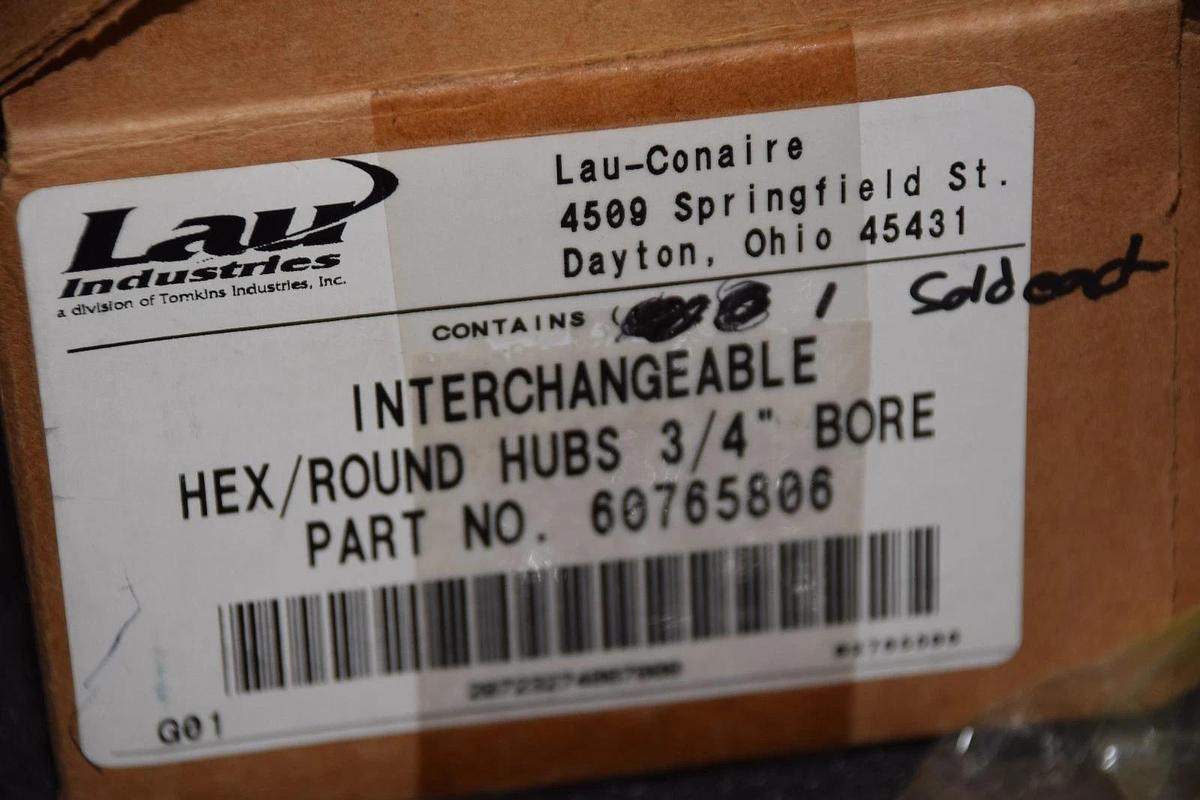 Lau
Industries
a division of Tomkins Industries, Inc.
Lau-Conaire
4509 Springfield St.
Dayton, Ohio 45431
CONTAINS 1
Sold each
INTERCHANGEABLE
HEX/ROUND HUBS 3/4" BORE
PART NO. 60765806
G01